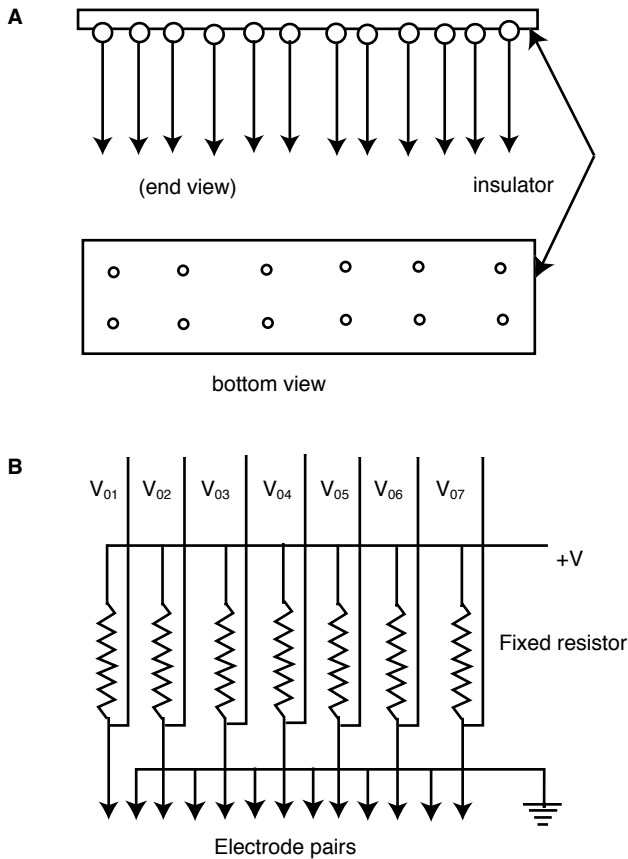 A
(end view)
insulator
bottom view
B
V01 V02 V03 V04 V05 V06 V07
+V
Fixed resistor
Electrode pairs